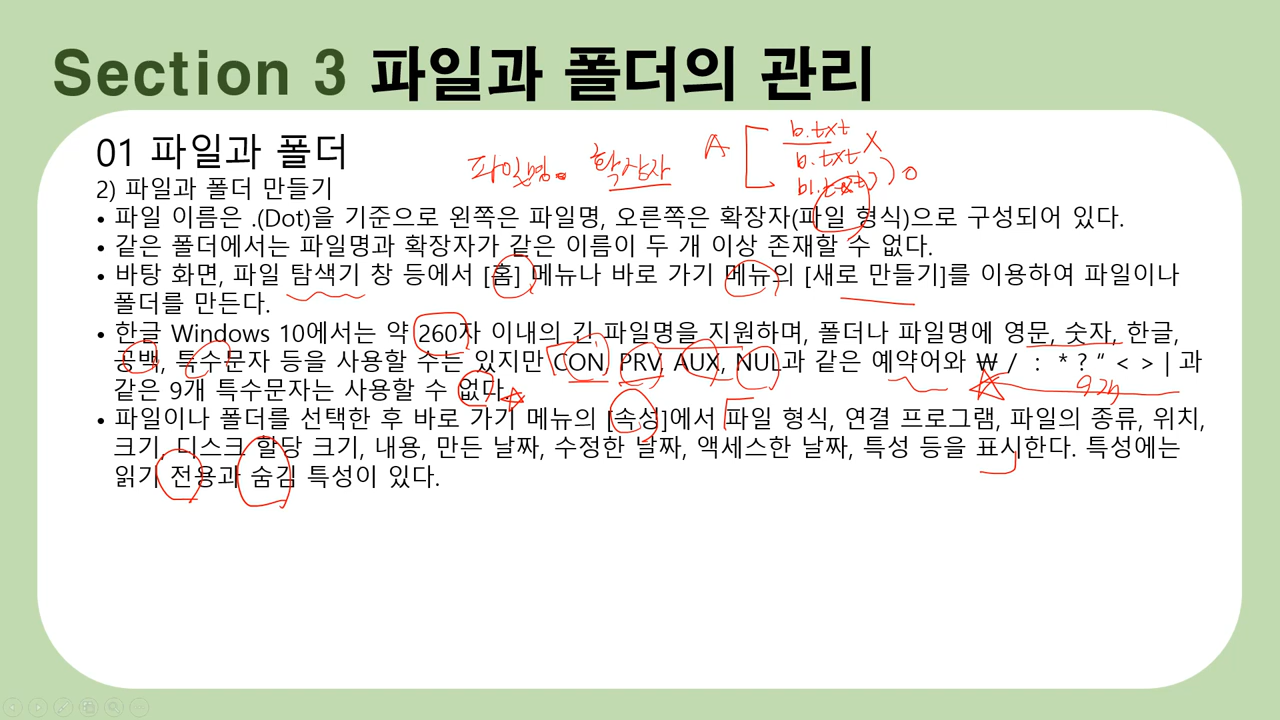 Section 3 파일과 폴더의 관리
01 파일과 폴더
파일명. 확장자
A
b.txt
b.txt X
b1.txt
2) 파일과 폴더 만들기
• 파일 이름은 .(Dot)을 기준으로 왼쪽은 파일명, 오른쪽은 확장자(파일 형식)으로 구성되어 있다.
• 같은 폴더에서는 파일명과 확장자가 같은 이름이 두 개 이상 존재할 수 없다.
• 바탕 화면, 파일 탐색기 창 등에서 [홈] 메뉴나 바로 가기 메뉴의 [새로 만들기]를 이용하여 파일이나
폴더를 만든다.
• 한글 Windows 10에서는 약 260자 이내의 긴 파일명을 지원하며, 폴더나 파일명에 영문, 숫자, 한글,
공백, 특수문자 등을 사용할 수는 있지만 CON, PRV, AUX, NUL과 같은 예약어와 ₩ / : * ? “ < > | 과
9개
같은 9개 특수문자는 사용할 수 없다.
• 파일이나 폴더를 선택한 후 바로 가기 메뉴의 [속성]에서 파일 형식, 연결 프로그램, 파일의 종류, 위치,
크기, 디스크 할당 크기, 내용, 만든 날짜, 수정한 날짜, 액세스한 날짜, 특성 등을 표시한다. 특성에는
읽기 전용과 숨김 특성이 있다.